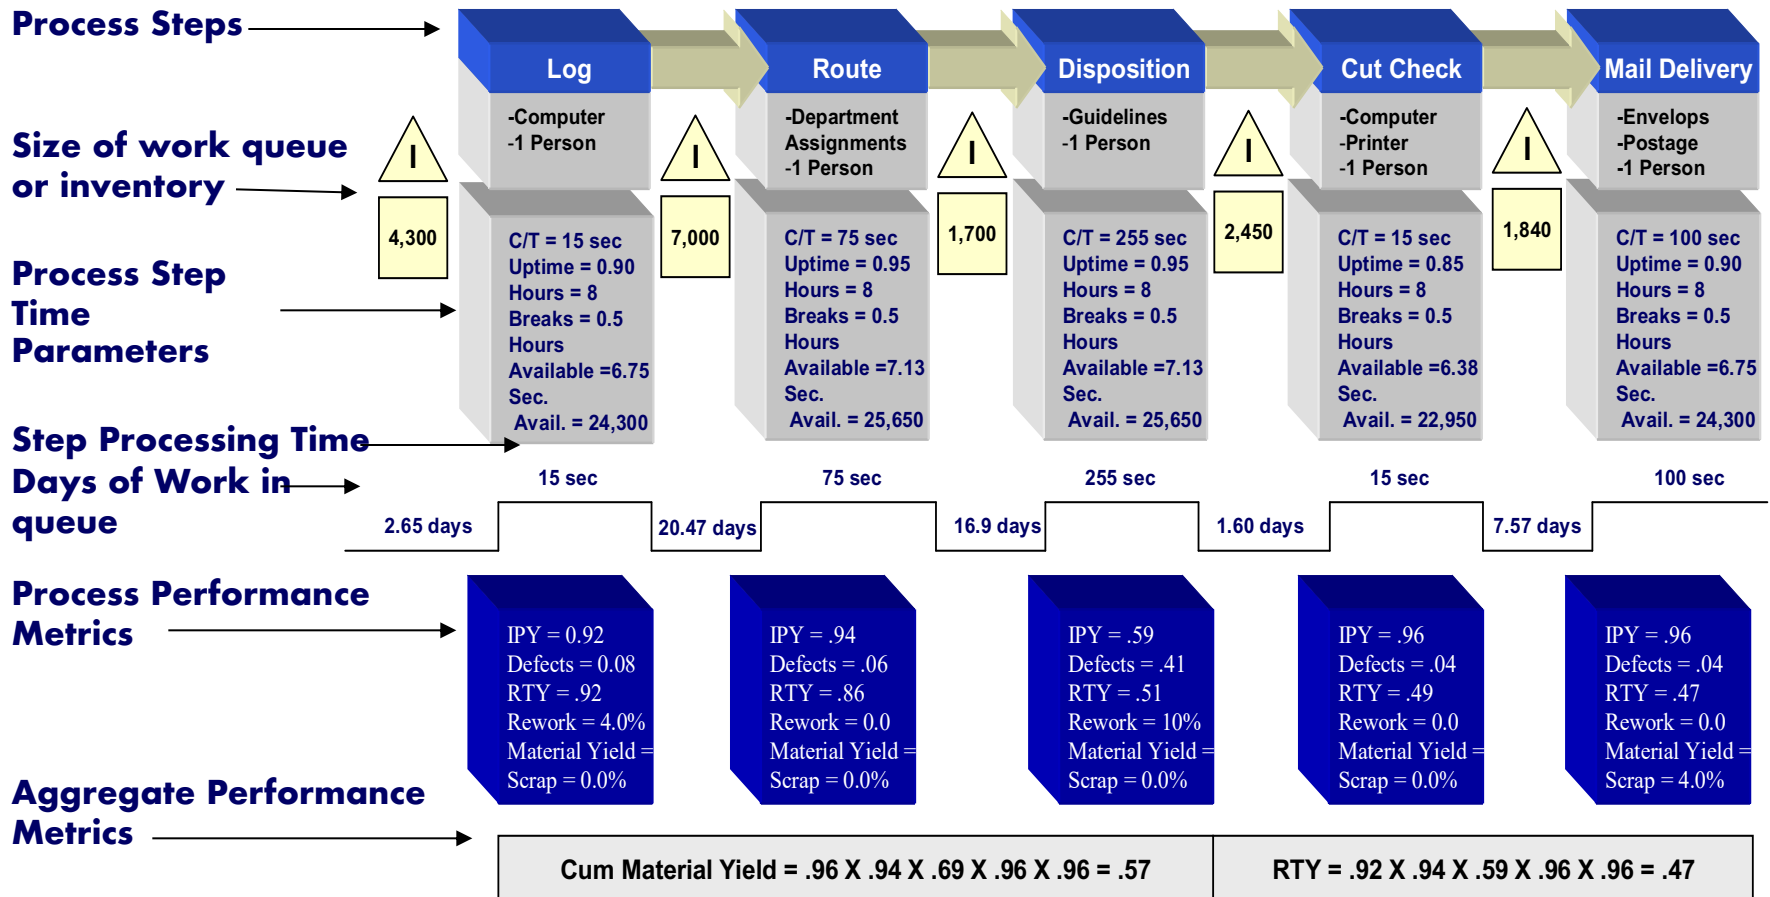 Process Steps
Log
Route
Disposition
Cut Check
Mail Delivery
-Computer
-1 Person
-Department
Assignments
-1 Person
-Guidelines
-1 Person
-Computer
-Printer
-1 Person
-Envelops
-Postage
-1 Person
Size of work queue
or inventory
I
I
I
I
I
4,300
7,000
1,700
2,450
1,840
Process Step
Time
Parameters
C/T = 15 sec
Uptime = 0.90
Hours = 8
Breaks = 0.5
Hours
Available =6.75
Sec.
Avail. = 24,300
C/T = 75 sec
Uptime = 0.95
Hours = 8
Breaks = 0.5
Hours
Available =7.13
Sec.
Avail. = 25,650
C/T = 255 sec
Uptime = 0.95
Hours = 8
Breaks = 0.5
Hours
Available =7.13
Sec.
Avail. = 25,650
C/T = 15 sec
Uptime = 0.85
Hours = 8
Breaks = 0.5
Hours
Available =6.38
Sec.
Avail. = 22,950
C/T = 100 sec
Uptime = 0.90
Hours = 8
Breaks = 0.5
Hours
Available =6.75
Sec.
Avail. = 24,300
Step Processing Time
Days of Work in
queue
15 sec
75 sec
255 sec
15 sec
100 sec
2.65 days
20.47 days
16.9 days
1.60 days
7.57 days
Process Performance
Metrics
IPY = 0.92
Defects = 0.08
RTY = .92
Rework = 4.0%
Material Yield =
Scrap = 0.0%
IPY = .94
Defects = .06
RTY = .86
Rework = 0.0
Material Yield =
Scrap = 0.0%
IPY = .59
Defects = .41
RTY = .51
Rework = 10%
Material Yield =
Scrap = 0.0%
IPY = .96
Defects = .04
RTY = .49
Rework = 0.0
Material Yield =
Scrap = 0.0%
IPY = .96
Defects = .04
RTY = .47
Rework = 0.0
Material Yield =
Scrap = 4.0%
Aggregate Performance
Metrics
Cum Material Yield = .96 X .94 X .69 X .96 X .96 = .57
RTY = .92 X .94 X .59 X .96 X .96 = .47